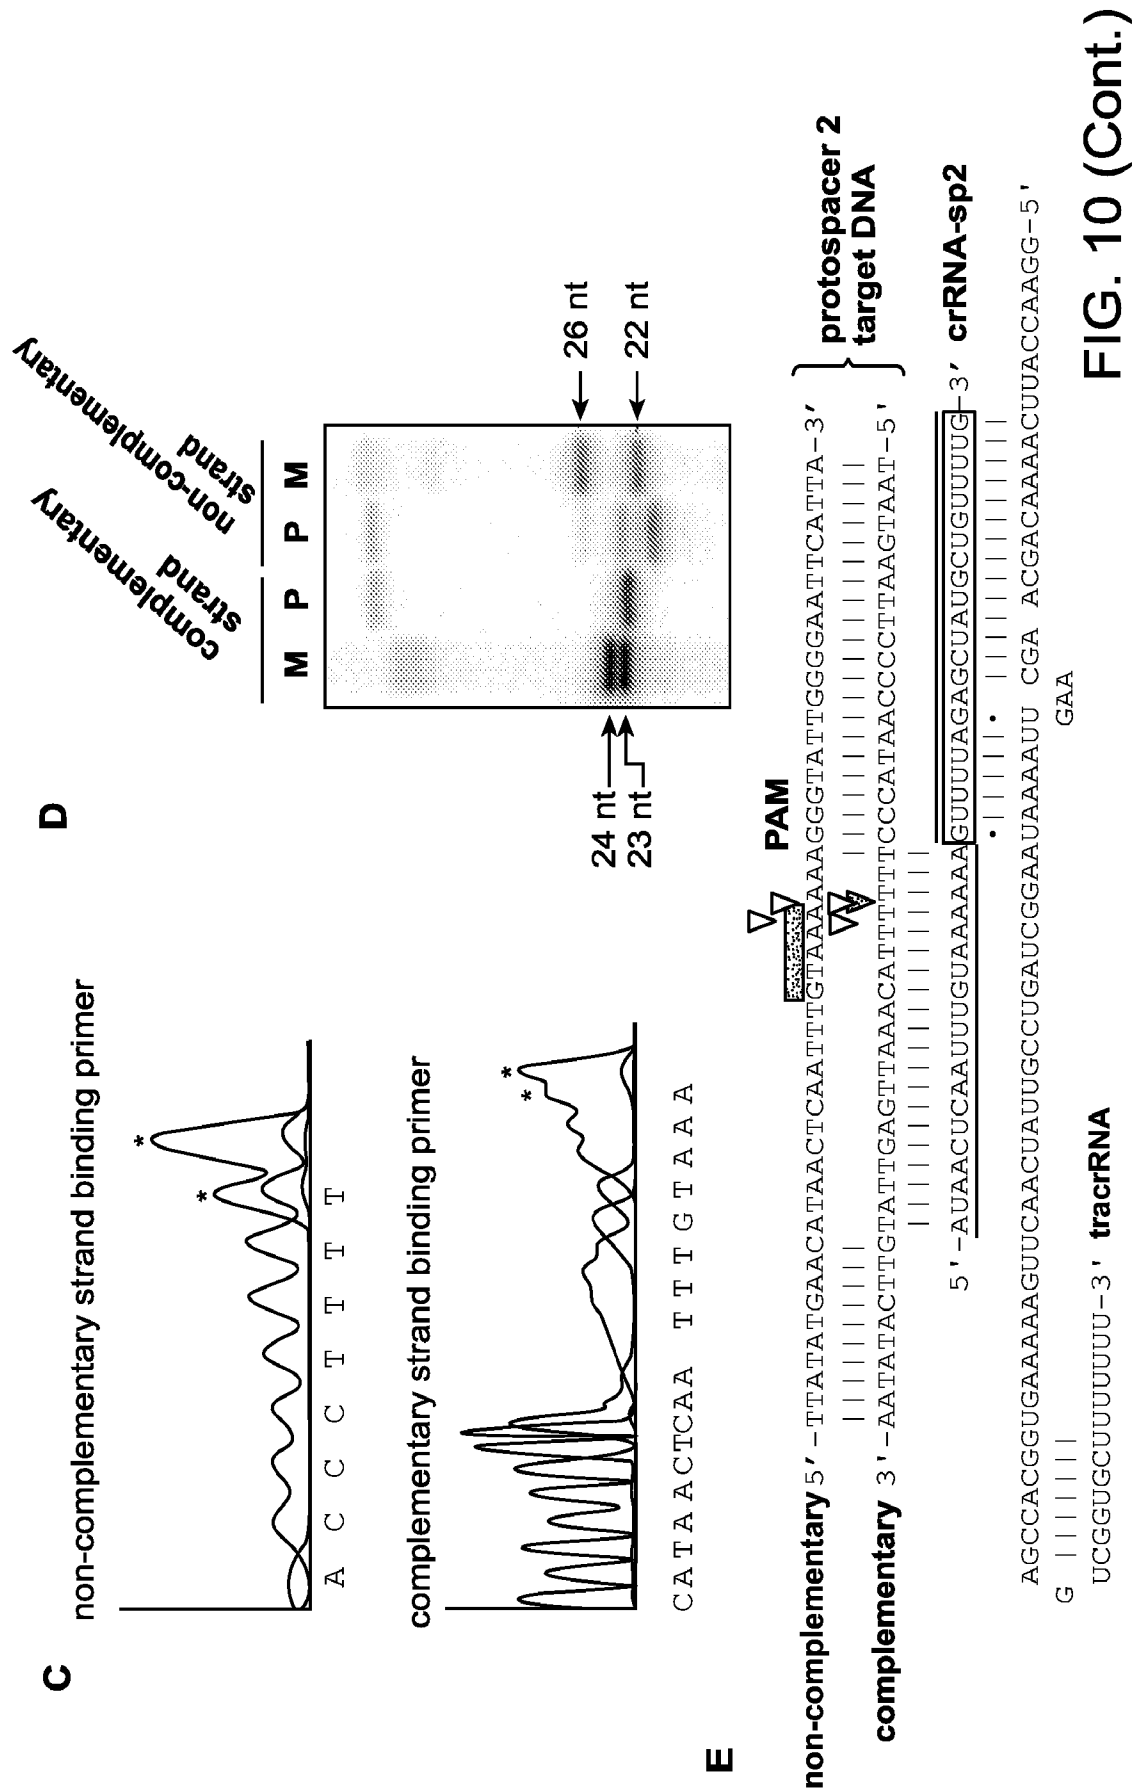 C
non-complementary strand binding primer
* *
A C C C T T T T
complementary strand binding primer
* *
CATAACTCAA TTTGTAAA
D
complementary strand
non-complementary strand
M P P M
24 nt
23 nt
26 nt
22 nt
E
PAM
non-complementary 5'-TTATATGAACATAACTCAATTTGTAAAAAAGGGTATTGGGGAATTCATTA-3'
complementary 3'-AATATACTTGTATTGAGTTAAACATTTTTTCCCATAACCCCTTAAGTAAT-5'
protospacer 2
target DNA
5'-AUAACUCAAUUUGUAAAAAAGUUUUAGAGCUAUGCUGUUUUG-3' crRNA-sp2
AGCCACGGUGAAAAAGUUCAACUAUUGCCUGAUCGGAAUAAAAUU CGA ACGACAAAACUUACCAAGG-5'
G
GAA
UCGGUGCUUUUUUU-3' tracrRNA
FIG. 10 (Cont.)